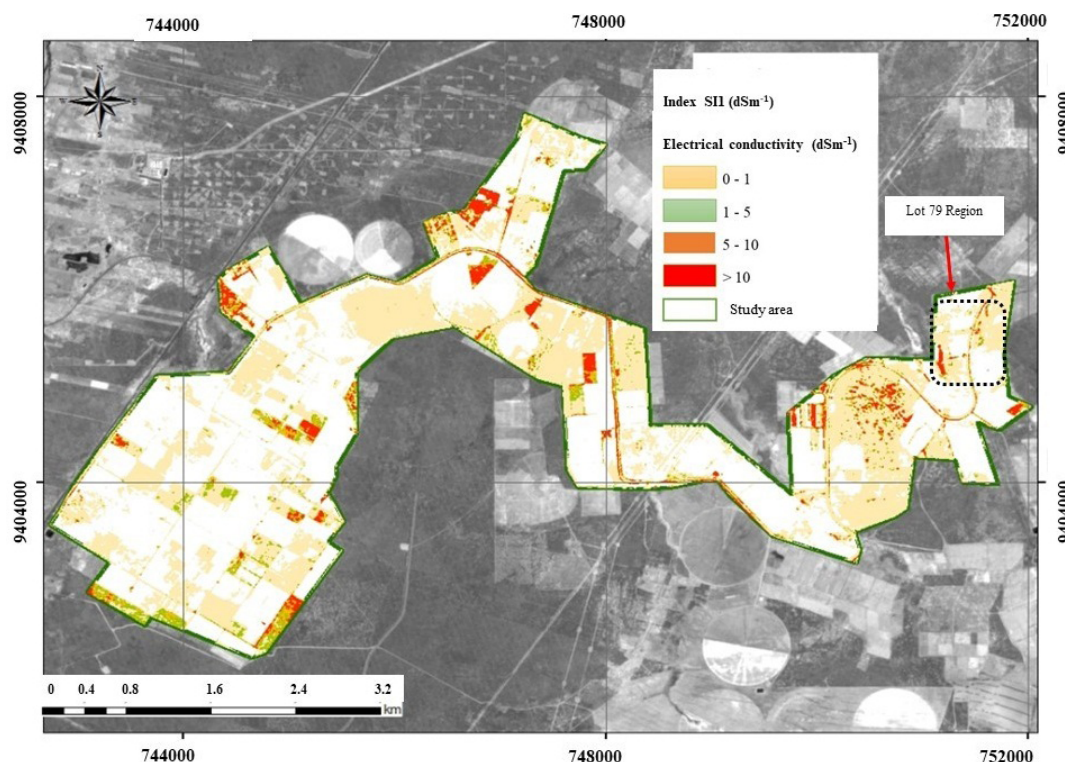 744000
748000
752000
9408000
9408000
Index SI1 (dSm⁻¹)
Electrical conductivity (dSm⁻¹)
0 - 1
1 - 5
5 - 10
> 10
Study area
Lot 79 Region
9404000
9404000
0 0.4 0.8 1.6 2.4 3.2
km
744000
748000
752000